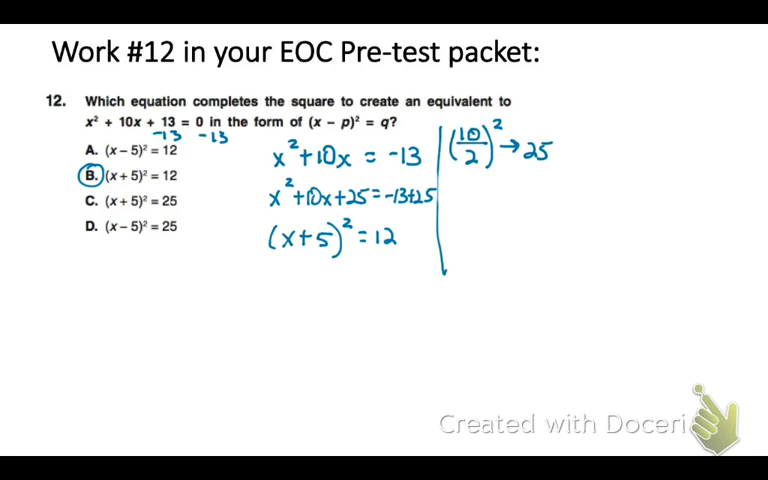 Work #12 in your EOC Pre-test packet:
12. Which equation completes the square to create an equivalent to
x² + 10x + 13 = 0 in the form of (x – p)² = q?
-13 -13
A. (x – 5)² = 12
B. (x + 5)² = 12
C. (x + 5)² = 25
D. (x – 5)² = 25
x² + 10x = -13
x² + 10x + 25 = -13 + 25
(x + 5)² = 12
(10/2)² → 25
Created with Doceri